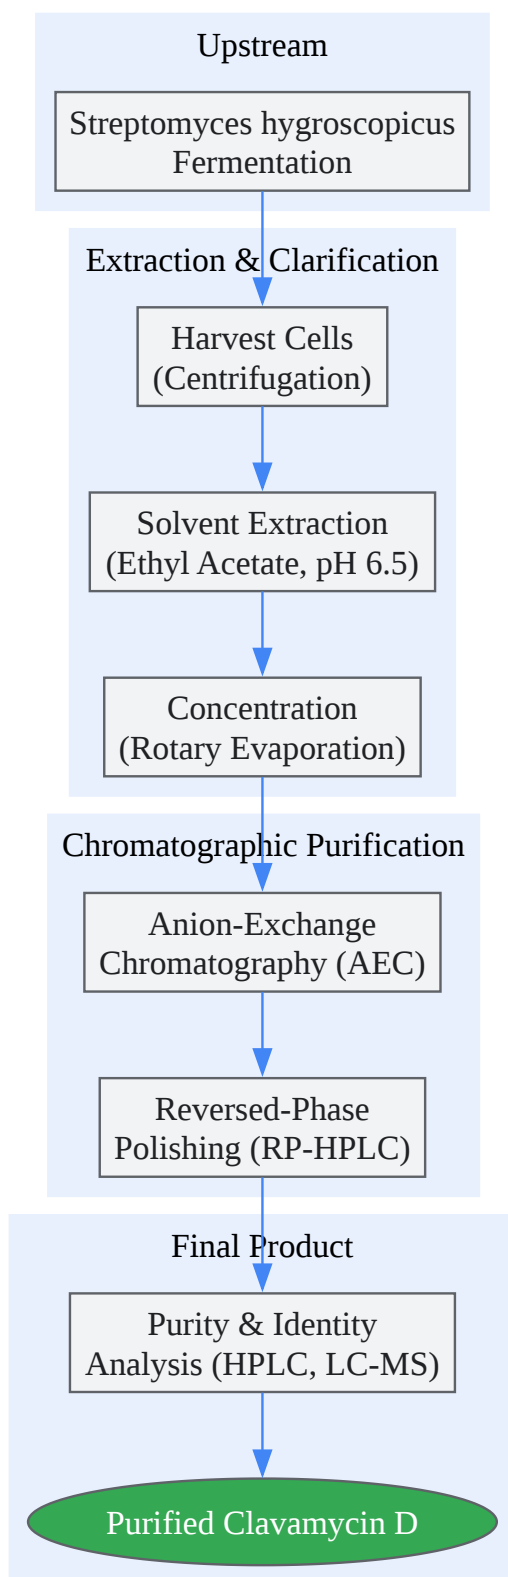 Upstream
Streptomyces hygroscopicus
Fermentation
Extraction & Clarification
Harvest Cells
(Centrifugation)
Solvent Extraction
(Ethyl Acetate, pH 6.5)
Concentration
(Rotary Evaporation)
Chromatographic Purification
Anion-Exchange
Chromatography (AEC)
Reversed-Phase
Polishing (RP-HPLC)
Final Product
Purity & Identity
Analysis (HPLC, LC-MS)
Purified Clavamycin D